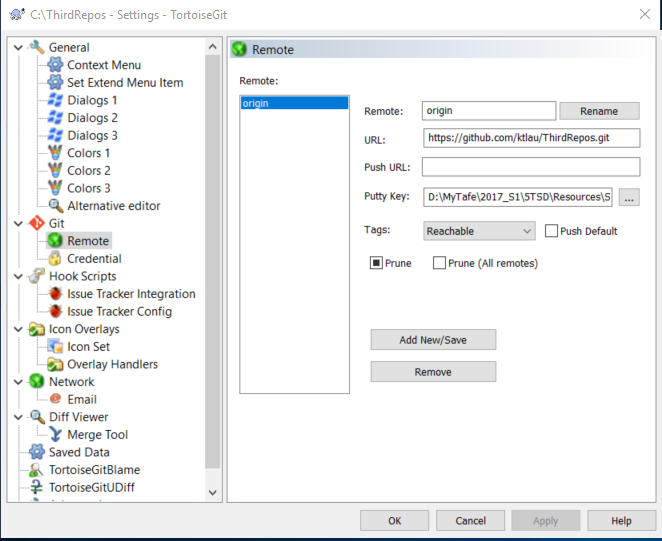 C:\ThirdRepos - Settings - TortoiseGit
General
Context Menu
Set Extend Menu Item
Dialogs 1
Dialogs 2
Dialogs 3
Colors 1
Colors 2
Colors 3
Alternative editor
Git
Remote
Credential
Hook Scripts
Issue Tracker Integration
Issue Tracker Config
Icon Overlays
Icon Set
Overlay Handlers
Network
Email
Diff Viewer
Merge Tool
Saved Data
TortoiseGitBlame
TortoiseGitUDiff
Remote
Remote:
origin
Remote: origin Rename
URL: https://github.com/ktlau/ThirdRepos.git
Push URL:
Putty Key: D:\MyTafe\2017_S1\5TSD\Resources\S ...
Tags: Reachable Push Default
Prune Prune (All remotes)
Add New/Save
Remove
OK Cancel Apply Help